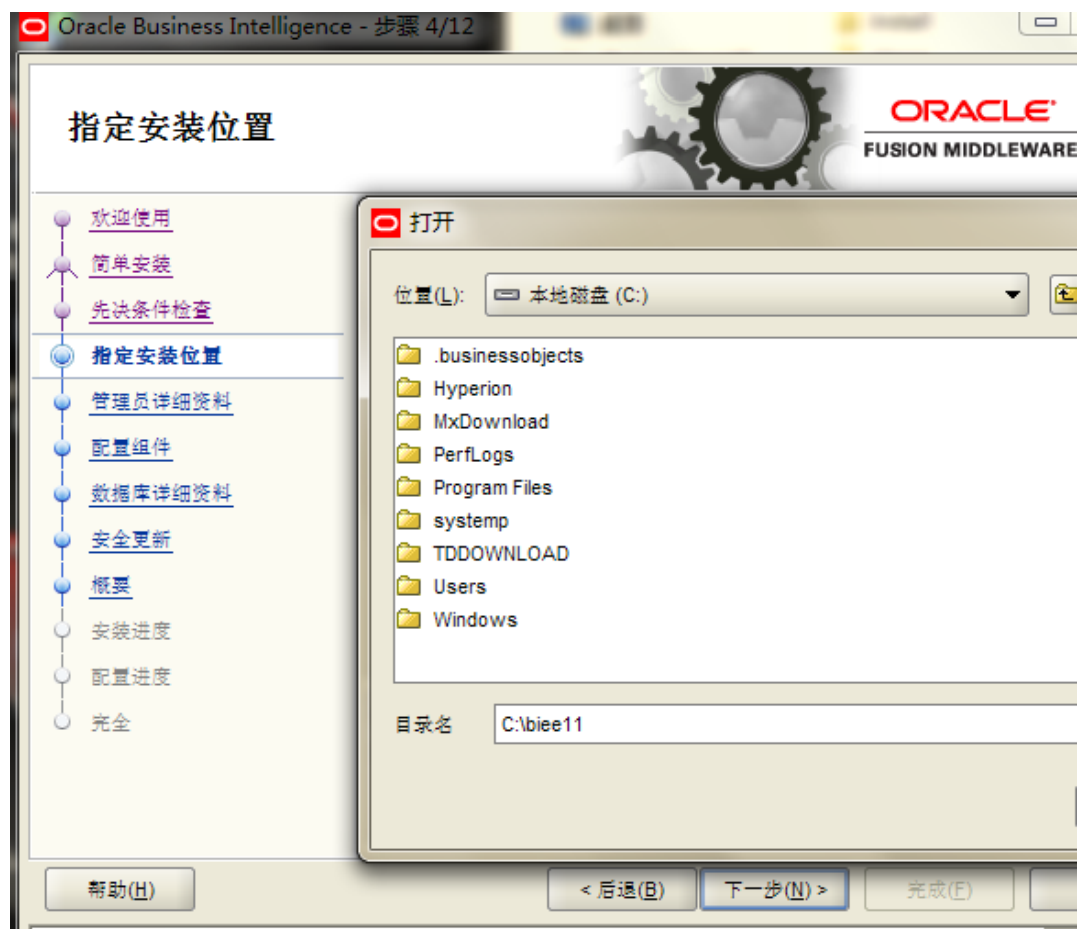 Oracle Business Intelligence - 步骤 4/12
指定安装位置
ORACLE
FUSION MIDDLEWARE
欢迎使用
简单安装
先决条件检查
指定安装位置
管理员详细资料
配置组件
数据库详细资料
安全更新
概要
安装进度
配置进度
完全
打开
位置(L): 本地磁盘 (C:)
.businessobjects
Hyperion
MxDownload
PerfLogs
Program Files
systemp
TDDOWNLOAD
Users
Windows
目录名 C:\biee11
帮助(H) < 后退(B) 下一步(N) > 完成(F)